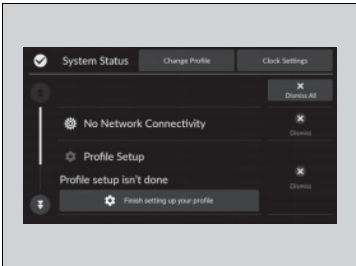 System Status
Change Profile
Clock Settings
Dismiss All
No Network Connectivity
Dismiss
Profile Setup
Profile setup isn't done
Dismiss
Finish setting up your profile